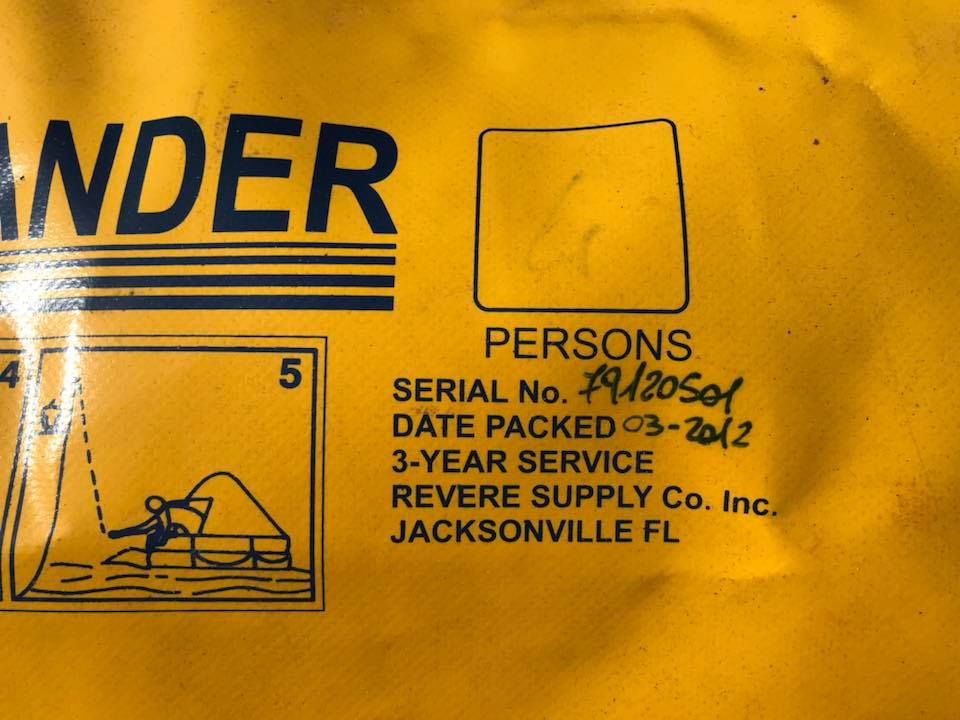 ANDER
PERSONS
4
5
SERIAL No. 79120501
DATE PACKED 03-2012
3-YEAR SERVICE
REVERE SUPPLY Co. Inc.
JACKSONVILLE FL